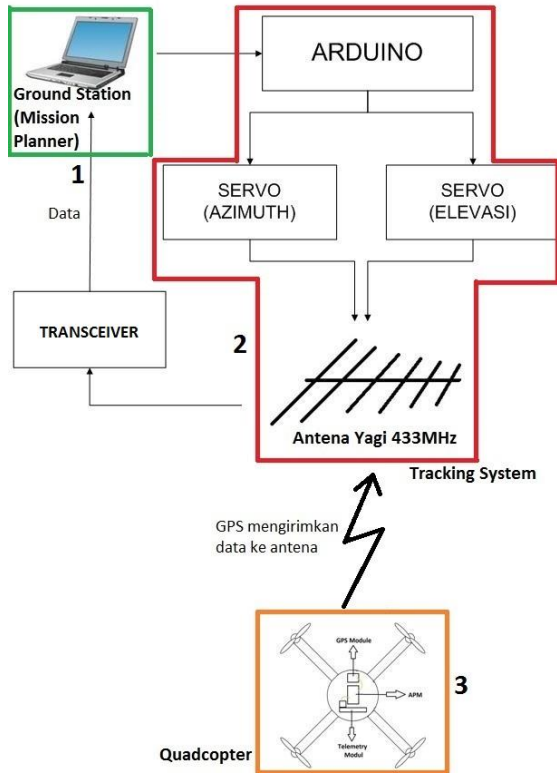 ARDUINO
Ground Station
(Mission
Planner)
1
Data
SERVO
(AZIMUTH)
SERVO
(ELEVASI)
TRANSCEIVER
2
Antena Yagi 433MHz
Tracking System
GPS mengirimkan
data ke antena
GPS Module
APM
Telemetry
Modul
3
Quadcopter